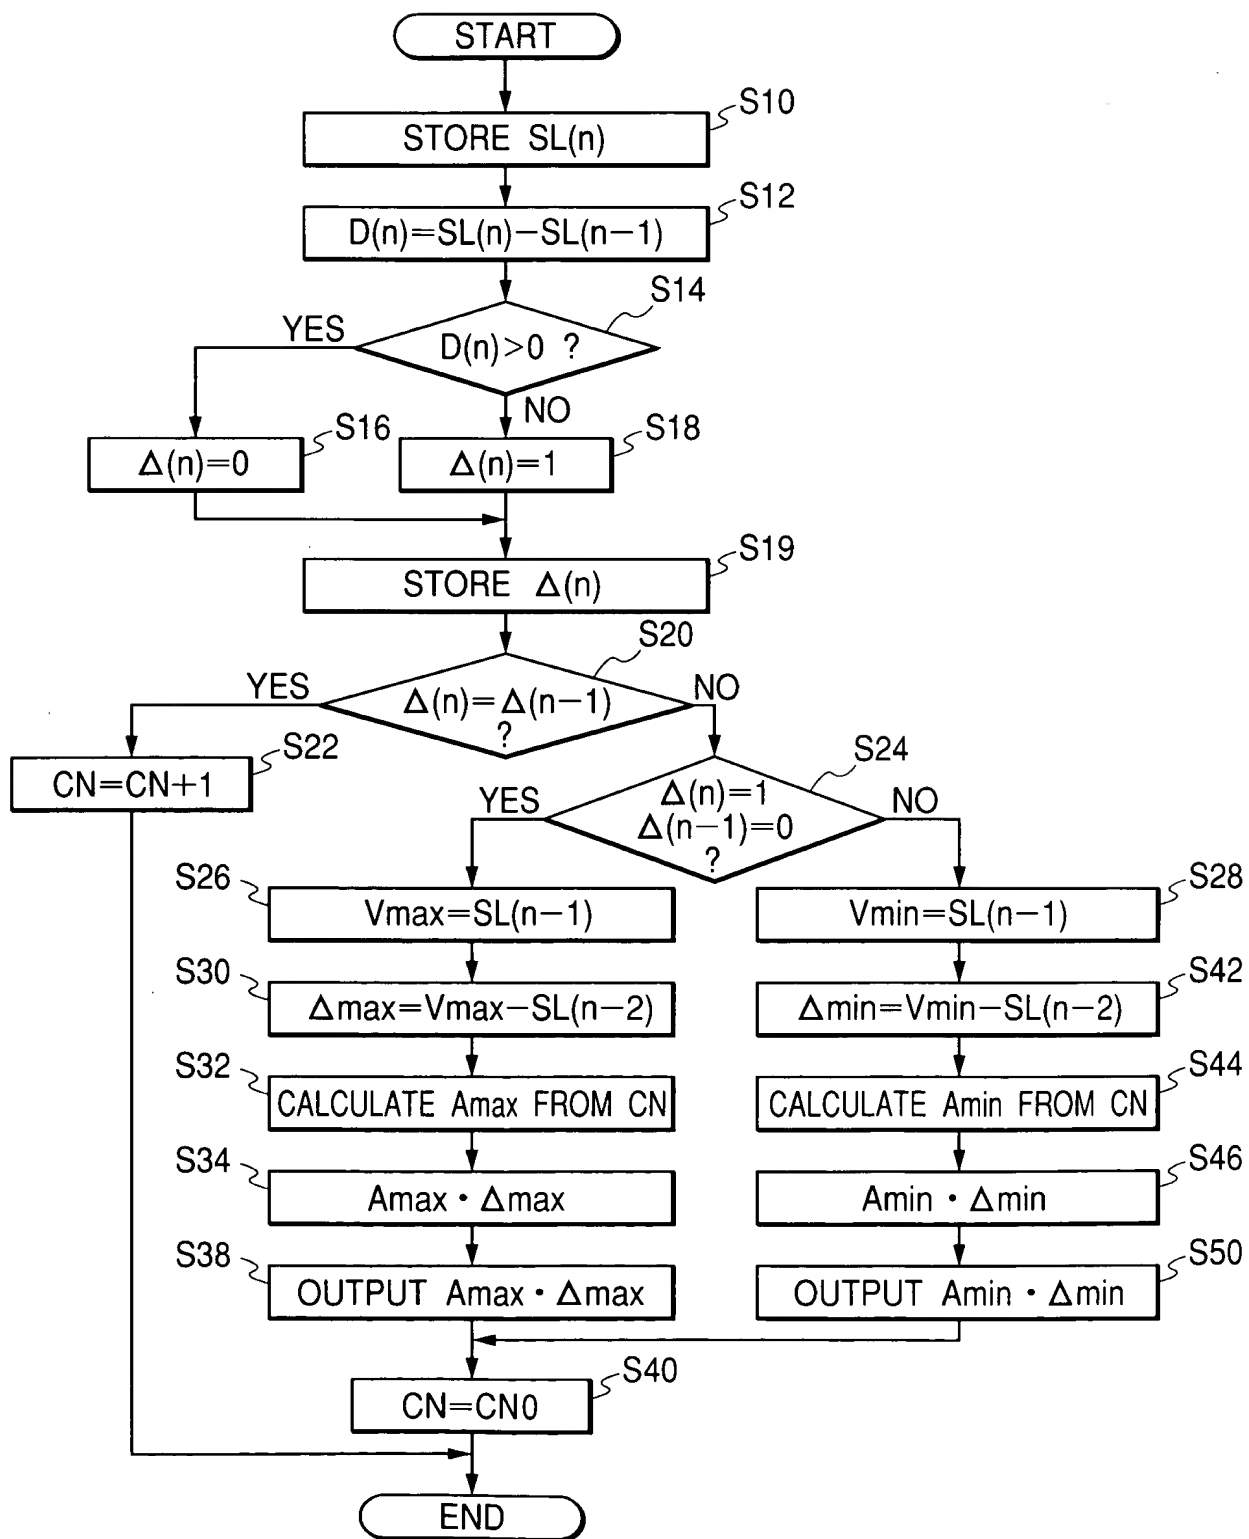 START
S10
STORE SL(n)
S12
D(n)=SL(n)−SL(n−1)
S14
YES
D(n)>0 ?
NO
S16
S18
Δ(n)=0
Δ(n)=1
S19
STORE Δ(n)
S20
YES
Δ(n)=Δ(n−1)
?
NO
S22
CN=CN+1
S24
YES
Δ(n)=1
Δ(n−1)=0
?
NO
S26
Vmax=SL(n−1)
S28
Vmin=SL(n−1)
S30
Δmax=Vmax−SL(n−2)
S42
Δmin=Vmin−SL(n−2)
S32
CALCULATE Amax FROM CN
S44
CALCULATE Amin FROM CN
S34
Amax・Δmax
S46
Amin・Δmin
S38
OUTPUT Amax・Δmax
S50
OUTPUT Amin・Δmin
S40
CN=CN0
END